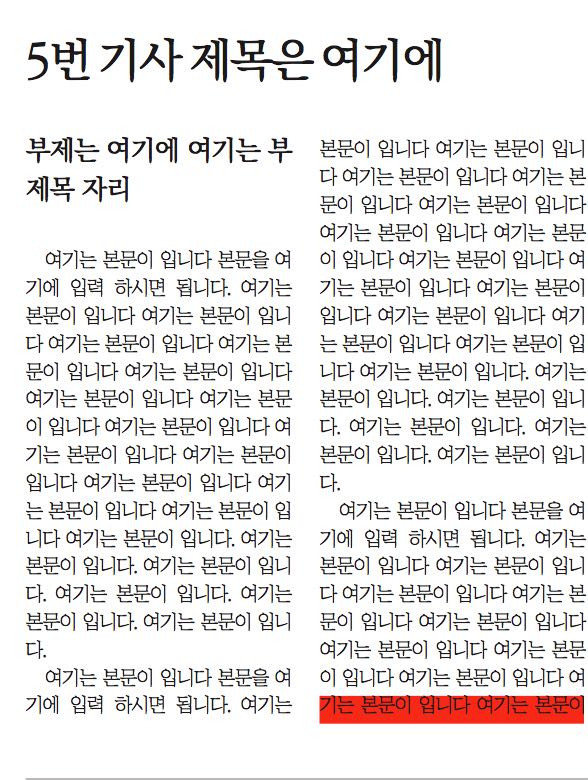 5번 기사 제목은 여기에
부제는 여기에 여기는 부
제목 자리
여기는 본문이 입니다 본문을 여
기에 입력 하시면 됩니다. 여기는
본문이 입니다 여기는 본문이 입니
다 여기는 본문이 입니다 여기는 본
문이 입니다 여기는 본문이 입니다
여기는 본문이 입니다 여기는 본문
이 입니다 여기는 본문이 입니다 여
기는 본문이 입니다 여기는 본문이
입니다 여기는 본문이 입니다 여기
는 본문이 입니다 여기는 본문이 입
니다 여기는 본문이 입니다. 여기는
본문이 입니다. 여기는 본문이 입니
다. 여기는 본문이 입니다. 여기는
본문이 입니다. 여기는 본문이 입니
다.
여기는 본문이 입니다 본문을 여
기에 입력 하시면 됩니다. 여기는
본문이 입니다 여기는 본문이 입니
다 여기는 본문이 입니다 여기는 본
문이 입니다 여기는 본문이 입니다
여기는 본문이 입니다 여기는 본문
이 입니다 여기는 본문이 입니다 여
기는 본문이 입니다 여기는 본문이
입니다 여기는 본문이 입니다 여기
는 본문이 입니다 여기는 본문이 입
니다 여기는 본문이 입니다. 여기는
본문이 입니다. 여기는 본문이 입니
다. 여기는 본문이 입니다. 여기는
본문이 입니다. 여기는 본문이 입니
다.
여기는 본문이 입니다 본문을 여
기에 입력 하시면 됩니다. 여기는
본문이 입니다 여기는 본문이 입니
다 여기는 본문이 입니다 여기는 본
문이 입니다 여기는 본문이 입니다
여기는 본문이 입니다 여기는 본문
이 입니다 여기는 본문이 입니다 여
기는 본문이 입니다 여기는 본문이